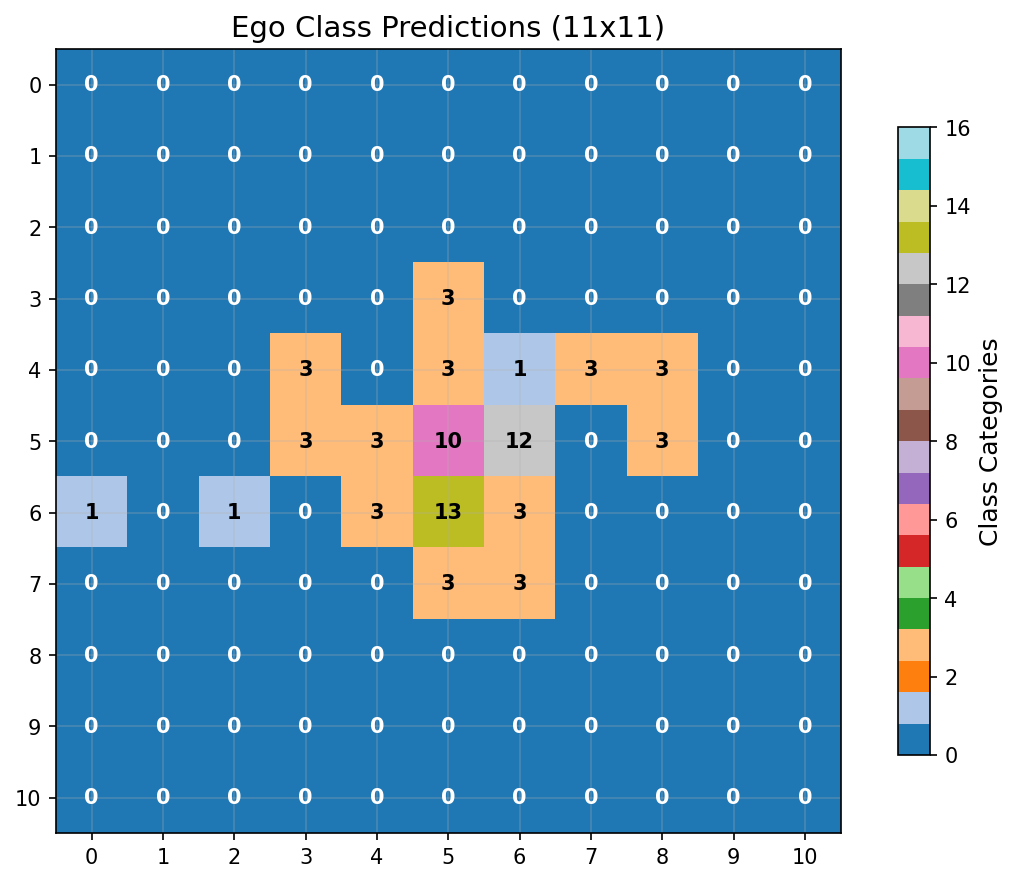 Ego Class Predictions (11x11)
0 0 0 0 0 0 0 0 0 0 0 0
1 0 0 0 0 0 0 0 0 0 0 0
2 0 0 0 0 0 0 0 0 0 0 0
3 0 0 0 0 0 3 0 0 0 0 0
4 0 0 0 3 0 3 1 3 3 0 0
5 0 0 0 3 3 10 12 0 3 0 0
6 1 0 1 0 3 13 3 0 0 0 0
7 0 0 0 0 0 3 3 0 0 0 0
8 0 0 0 0 0 0 0 0 0 0 0
9 0 0 0 0 0 0 0 0 0 0 0
10 0 0 0 0 0 0 0 0 0 0 0
0 1 2 3 4 5 6 7 8 9 10
16
14
12
10
8
6
4
2
0
Class Categories